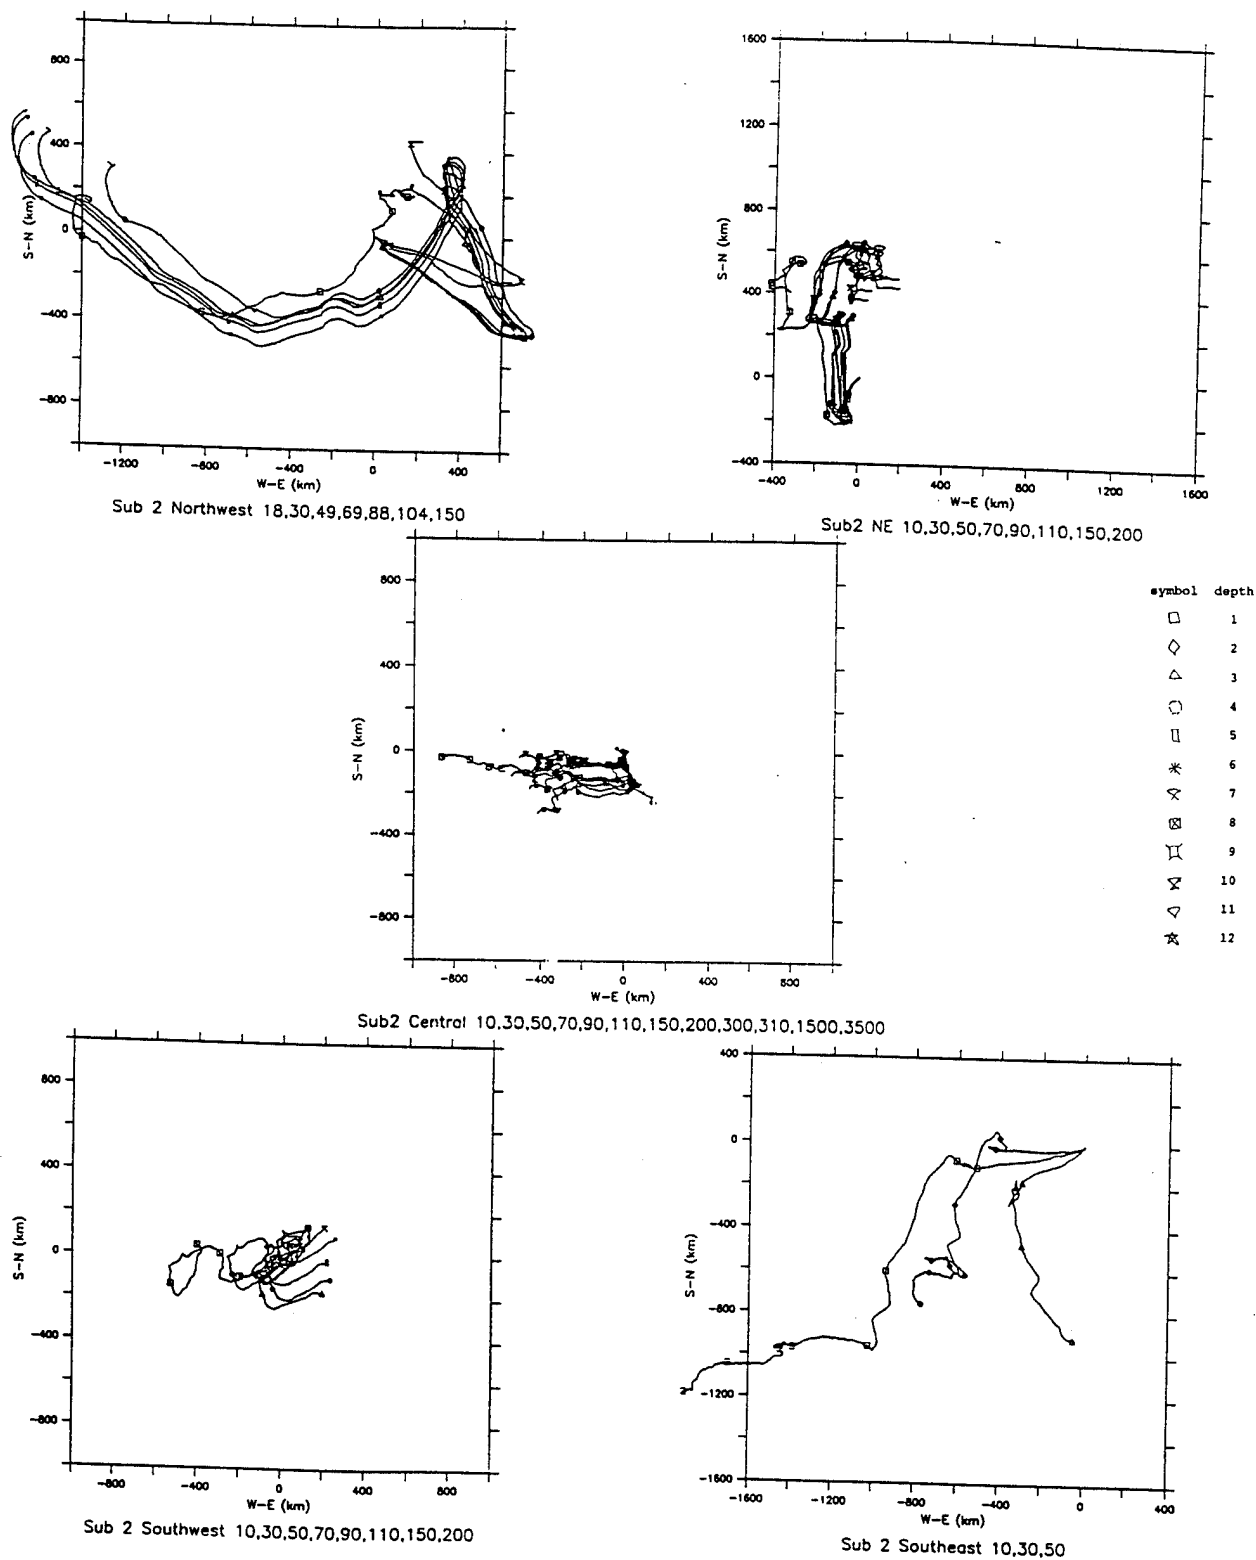 800
400
0
-400
-800
S-N (km)
-1200 -800 -400 0 400
W-E (km)
Sub 2 Northwest 18,30,49,69,88,104,150
1600
1200
800
400
0
-400
S-N (km)
-400 0 400 800 1200 1600
W-E (km)
Sub2 NE 10,30,50,70,90,110,150,200
800
400
0
-400
-800
S-N (km)
-800 -400 0 400 800
W-E (km)
Sub2 Central 10,30,50,70,90,110,150,200,300,310,1500,3500
symbol depth
1
2
3
4
5
6
7
8
9
10
11
12
800
400
0
-400
-800
S-N (km)
-800 -400 0 400 800
W-E (km)
Sub 2 Southwest 10,30,50,70,90,110,150,200
400
0
-400
-800
-1200
-1600
S-N (km)
-1600 -1200 -800 -400 0 400
W-E (km)
Sub 2 Southeast 10,30,50